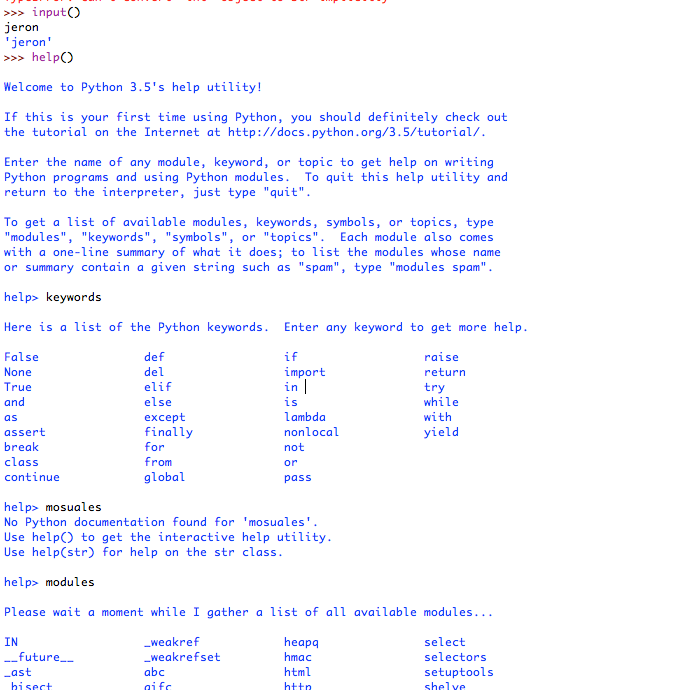 >>> input()
jeron
'jeron'
>>> help()
Welcome to Python 3.5's help utility!
If this is your first time using Python, you should definitely check out
the tutorial on the Internet at http://docs.python.org/3.5/tutorial/.
Enter the name of any module, keyword, or topic to get help on writing
Python programs and using Python modules.  To quit this help utility and
return to the interpreter, just type "quit".
To get a list of available modules, keywords, symbols, or topics, type
"modules", "keywords", "symbols", or "topics".  Each module also comes
with a one-line summary of what it does; to list the modules whose name
or summary contain a given string such as "spam", type "modules spam".
help> keywords
Here is a list of the Python keywords.  Enter any keyword to get more help.
False               def                 if                  raise
None                del                 import              return
True                elif                in                  try
and                 else                is                  while
as                  except              lambda              with
assert              finally             nonlocal            yield
break               for                 not
class               from                or
continue            global              pass
help> mosuales
No Python documentation found for 'mosuales'.
Use help() to get the interactive help utility.
Use help(str) for help on the str class.
help> modules
Please wait a moment while I gather a list of all available modules...
IN                  _weakref            heapq               select
__future__          _weakrefset         hmac                selectors
_ast                abc                 html                setuptools
_bisect             aifc                http                shelve